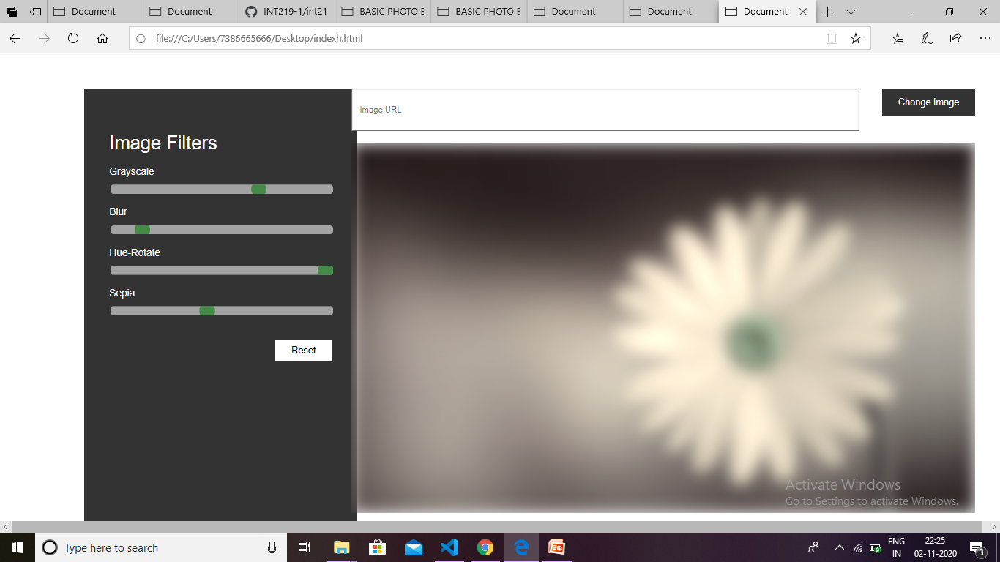 Document
Document
INT219-1/int21
BASIC PHOTO E
BASIC PHOTO E
Document
Document
Document
file:///C:/Users/7386665666/Desktop/indexh.html
Image URL
Change Image
Image Filters
Grayscale
Blur
Hue-Rotate
Sepia
Reset
Activate Windows
Go to Settings to activate Windows.
Type here to search
ENG
IN
22:25
02-11-2020
3